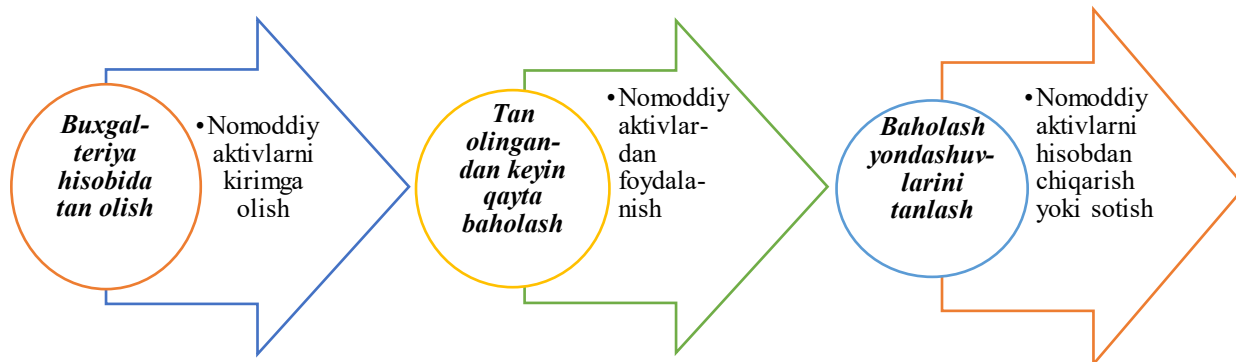 Buxgal-
teriya
hisobida
tan olish
•Nomoddiy
aktivlarni
kirimga
olish
Tan
olingan-
dan keyin
qayta
baholash
•Nomoddiy
aktivlar-
dan
foydala-
nish
Baholash
yondashuv-
larini
tanlash
•Nomoddiy
aktivlarni
hisobdan
chiqarish
yoki sotish